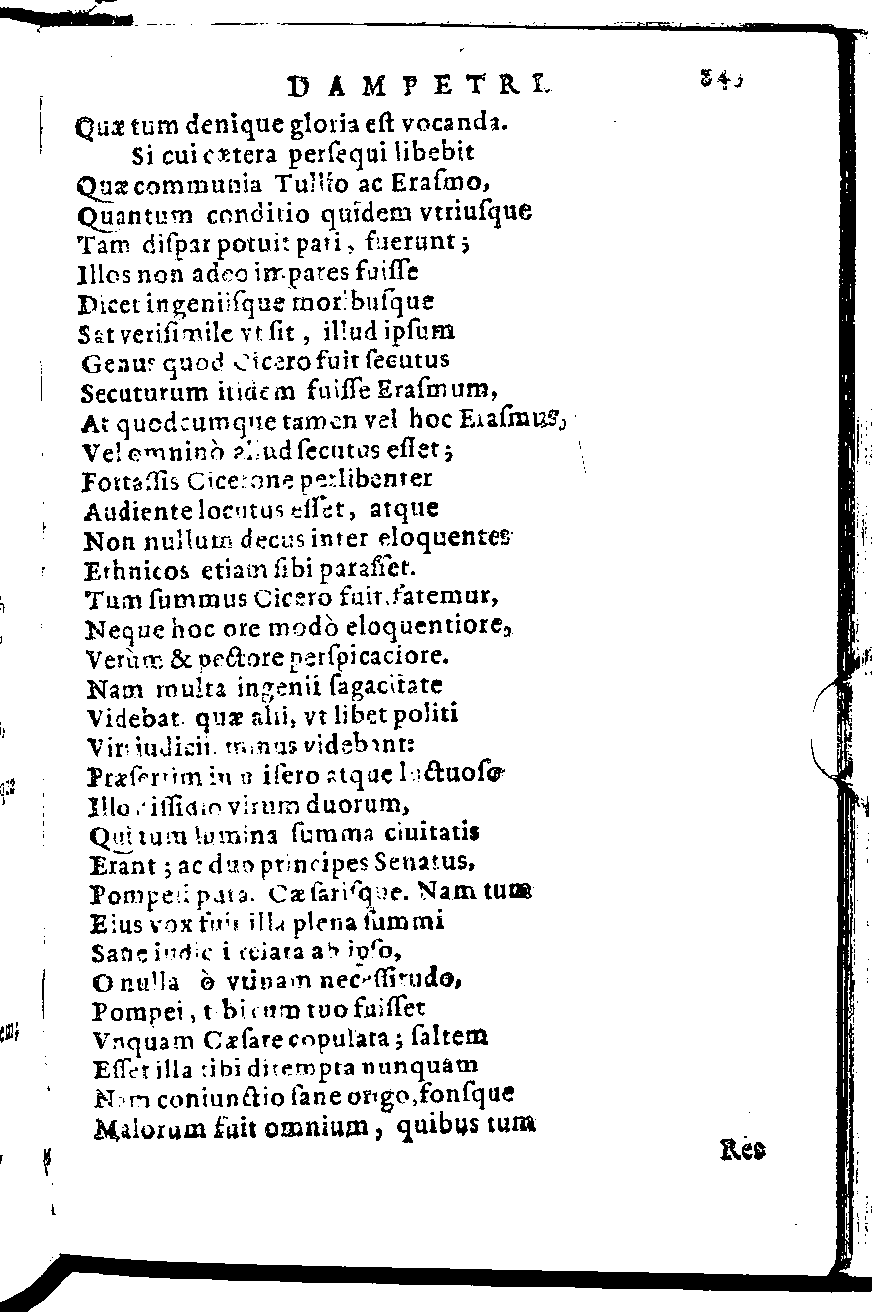 DAMPETRI.
Quæ tum denique gloria eſt vocanda.
Si cui cætera perſequi libebit
Quæ communia Tullio ac Eraſmo,
Quantum conditio quidem vtriuſque
Tam diſpar potuit pati, fuerunt;
Illos non adeo impares fuiſſe
Dicet ingeniiſque moribuſque
Sat veriſimile vt ſit, illud ipſum
Genus quod Cicero fuit ſecutus
Secuturum itidem fuiſſe Eraſmum,
At quodcumque tamen vel hoc Eraſmus,
Vel omninò aliud ſecutus eſſet;
Fortaſſis Cicerone perlibenter
Audiente locutus eſſet, atque
Non nullum decus inter eloquentes
Ethnicos etiam ſibi paraſſet.
Tum ſummus Cicero fuit, fatemur,
Neque hoc ore modò eloquentiore,
Verùm & pectore perſpicaciore.
Nam multa ingenii ſagacitate
Videbat, quæ alii, vt libet politi
Viri iudicii, minus videbant:
Præſertim in miſero atque luctuoſo
Illo diſſidio virum duorum,
Qui tum lumina ſumma ciuitatis
Erant; ac duo principes Senatus,
Pompeii puta, Cæſariſque. Nam tum
Eius vox fuit illa plena ſummi
Sane iudicii ab ipſo,
O nulla ò vtinam neceſſitudo,
Pompei, tibi cum tuo fuiſſet
Vnquam Cæſare copulata; ſaltem
Eſſet illa tibi dirempta nunquam
Nam coniunctio ſane origo, fonſque
Malorum fuit omnium, quibus tum
Res